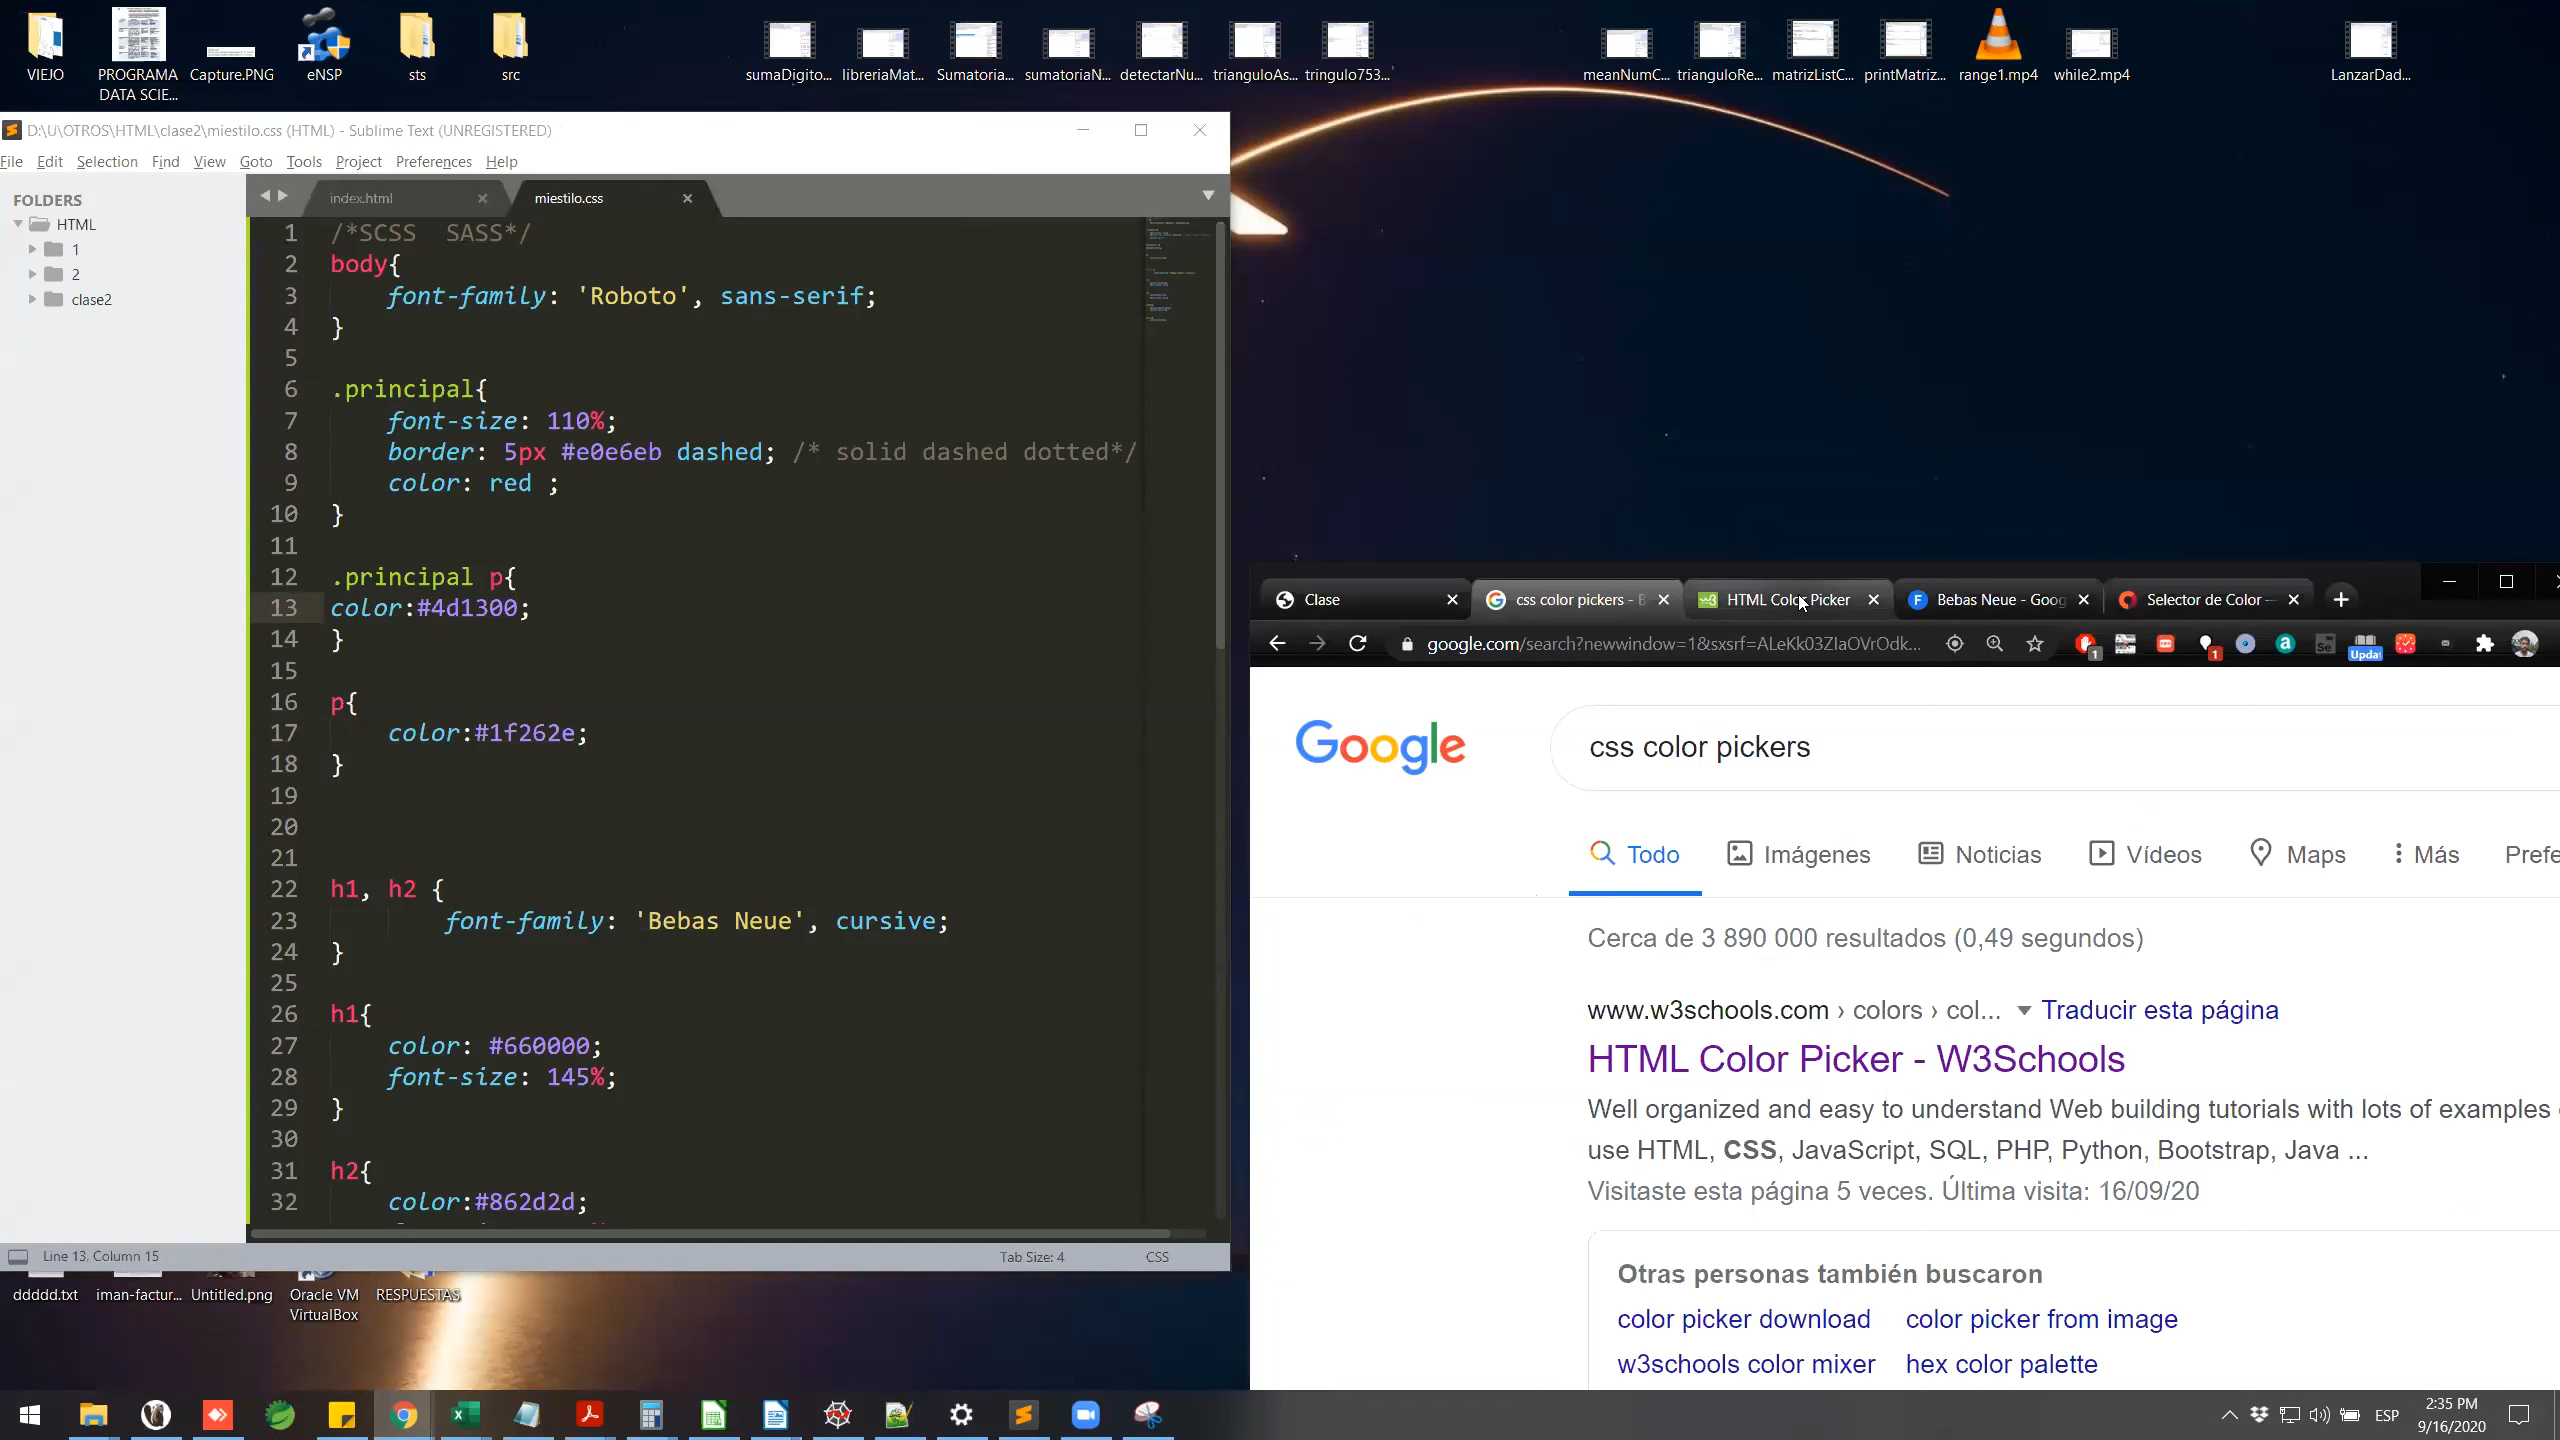 VIEJO
PROGRAMA
DATA SCIE...
Capture.PNG
eNSP
sts
src
sumaDigito...
libreriaMat...
Sumatoria...
sumatoriaN...
detectarNu...
trianguloAs...
tringulo753...
meanNumC...
trianguloRe...
matrizListC...
printMatriz...
range1.mp4
while2.mp4
LanzarDad...
D:\U\OTROS\HTML\clase2\miestilo.css (HTML) - Sublime Text (UNREGISTERED)
File Edit Selection Find View Goto Tools Project Preferences Help
FOLDERS
HTML
1
2
clase2
index.html
miestilo.css
1 /*SCSS  SASS*/
2 body{
3 font-family: 'Roboto', sans-serif;
4 }
5
6 .principal{
7 font-size: 110%;
8 border: 5px #e0e6eb dashed; /* solid dashed dotted*/
9 color: red ;
10 }
11
12 .principal p{
13 color:#4d1300;
14 }
15
16 p{
17 color:#1f262e;
18 }
19
20
21
22 h1, h2 {
23 font-family: 'Bebas Neue', cursive;
24 }
25
26 h1{
27 color: #660000;
28 font-size: 145%;
29 }
30
31 h2{
32 color:#862d2d;
Line 13, Column 15
Tab Size: 4
CSS
Clase
css color pickers - B
HTML Color Picker
Bebas Neue - Goog
Selector de Color —
google.com/search?newwindow=1&sxsrf=ALeKk03ZIaOVrOdk...
1
1
Updat
Google
css color pickers
Todo
Imágenes
Noticias
Vídeos
Maps
Más
Prefe
Cerca de 3 890 000 resultados (0,49 segundos)
www.w3schools.com › colors › col... Traducir esta página
HTML Color Picker - W3Schools
Well organized and easy to understand Web building tutorials with lots of examples
use HTML, CSS, JavaScript, SQL, PHP, Python, Bootstrap, Java ...
Visitaste esta página 5 veces. Última visita: 16/09/20
Otras personas también buscaron
color picker download
color picker from image
w3schools color mixer
hex color palette
ddddd.txt
iman-factur...
Untitled.png
Oracle VM
VirtualBox
RESPUESTAS
ESP
2:35 PM
9/16/2020